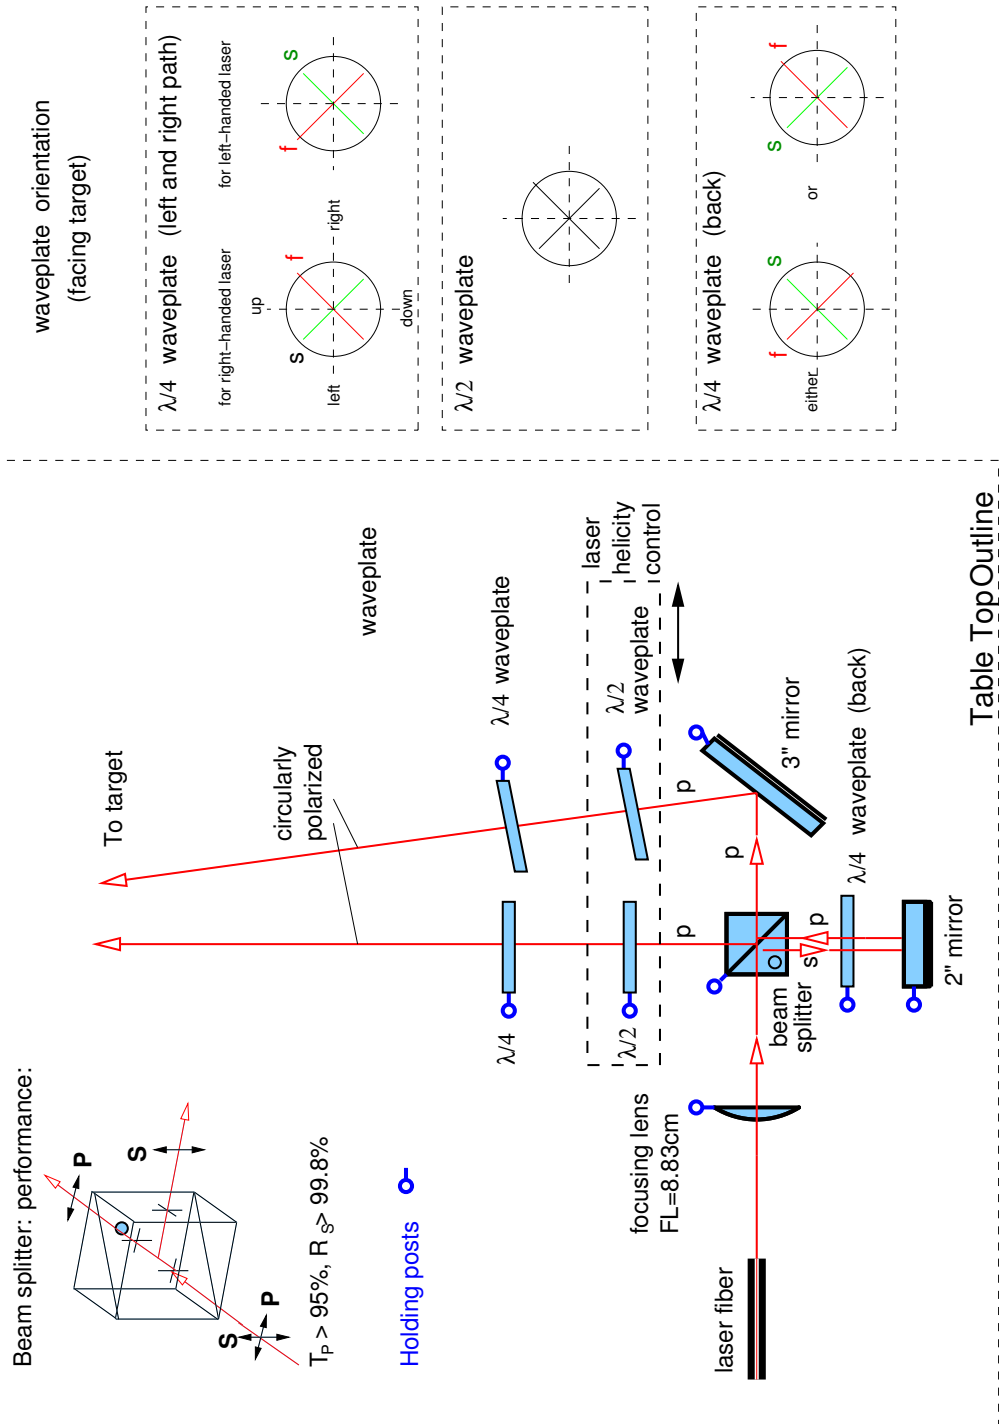 Beam splitter: performance:
P
S
S
P
T_P > 95%, R_S > 99.8%
Holding posts
To target
circularly
polarized
waveplate
λ/4
λ/4 waveplate
laser
helicity
control
λ/2
λ/2
waveplate
p
p
p
3" mirror
laser fiber
focusing lens
FL=8.83cm
beam
splitter
s
p
λ/4 waveplate (back)
2" mirror
Table Top Outline
waveplate orientation
(facing target)
λ/4 waveplate (left and right path)
for right-handed laser
for left-handed laser
up
s
f
left
right
down
f
s
λ/2 waveplate
λ/4 waveplate (back)
f
s
either
or
s
f